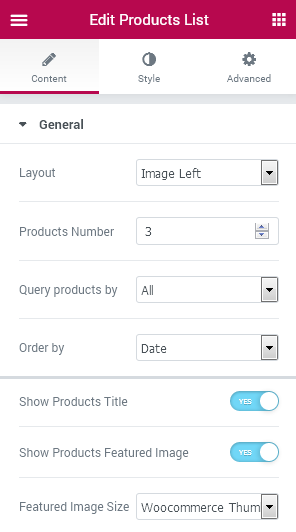 Edit Products List
Content Style Advanced
General
Layout Image Left
Products Number 3
Query products by All
Order by Date
Show Products Title YES
Show Products Featured Image YES
Featured Image Size Woocommerce Thum